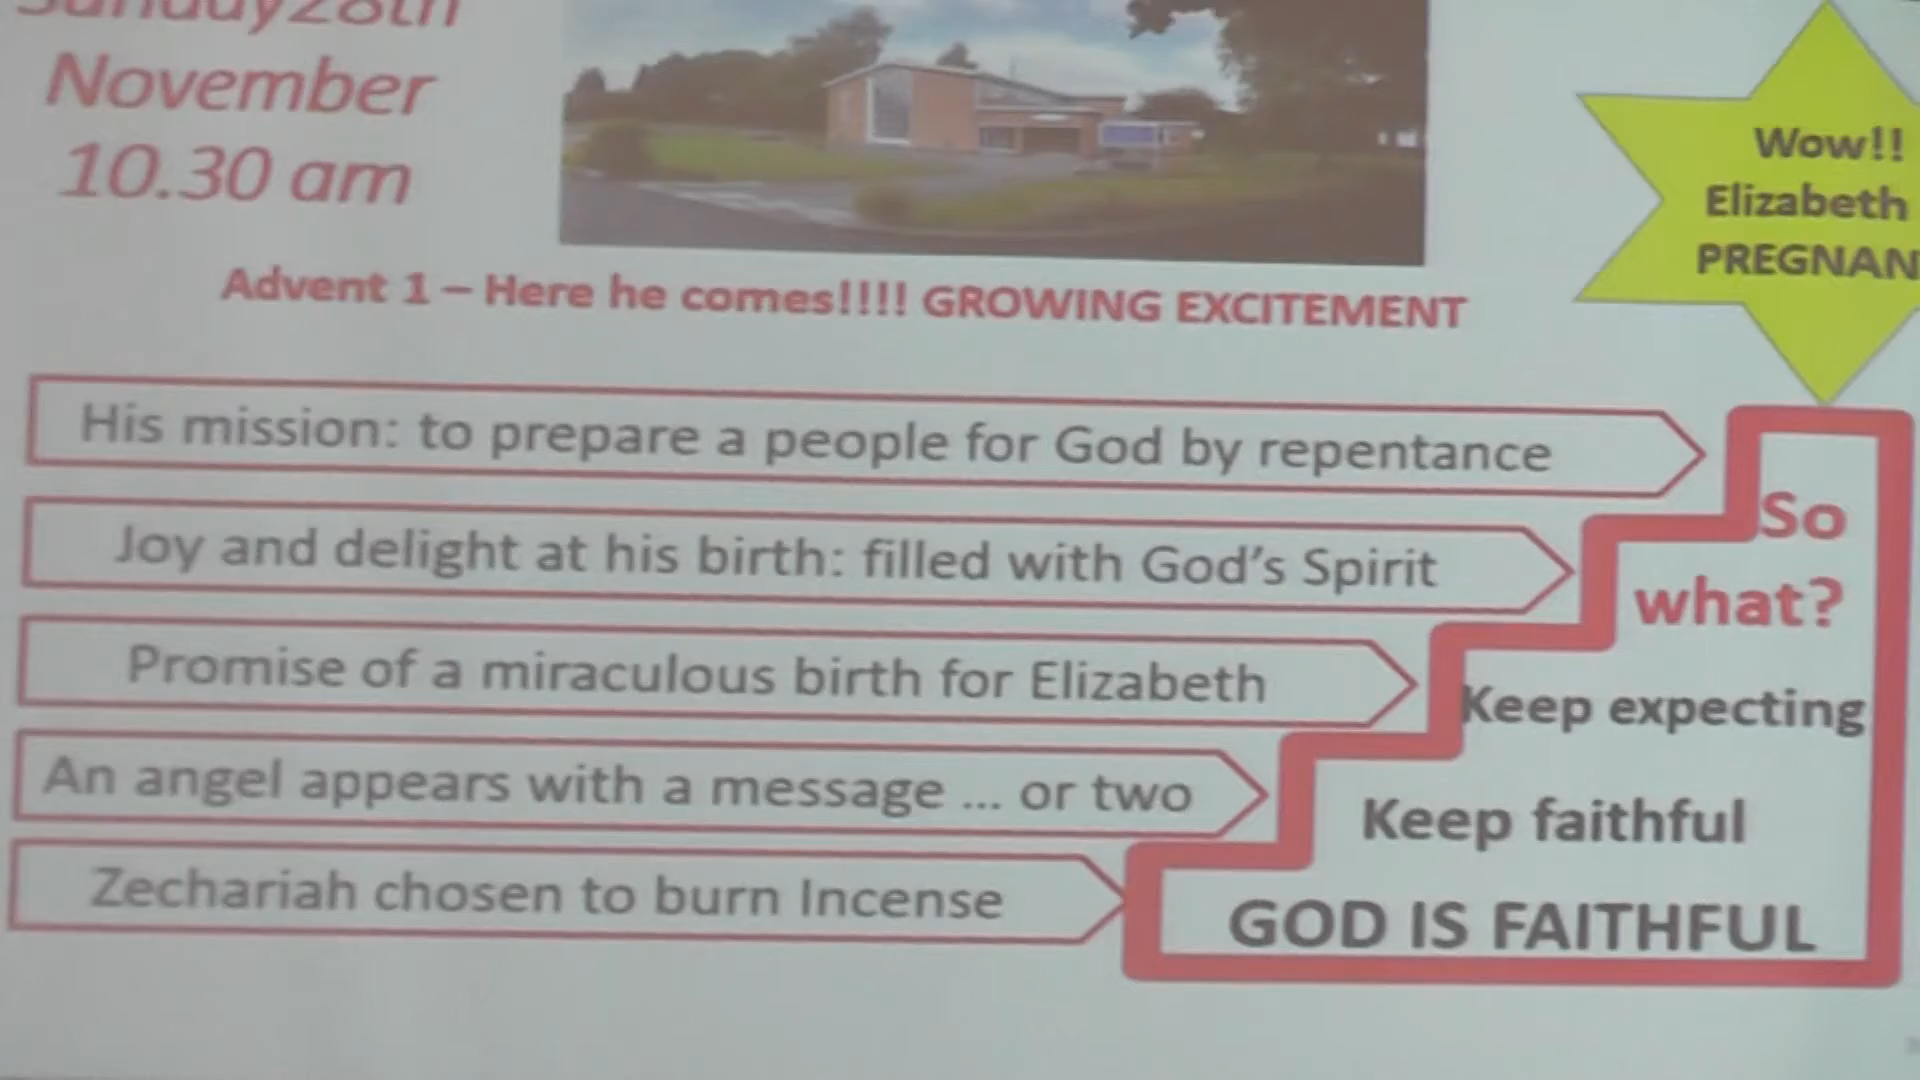 Sunday28th
November
10.30 am
Wow!!
Elizabeth
PREGNAN
Advent 1 – Here he comes!!!! GROWING EXCITEMENT
His mission: to prepare a people for God by repentance
Joy and delight at his birth: filled with God's Spirit
Promise of a miraculous birth for Elizabeth
An angel appears with a message ... or two
Zechariah chosen to burn Incense
So
what?
Keep expecting
Keep faithful
GOD IS FAITHFUL